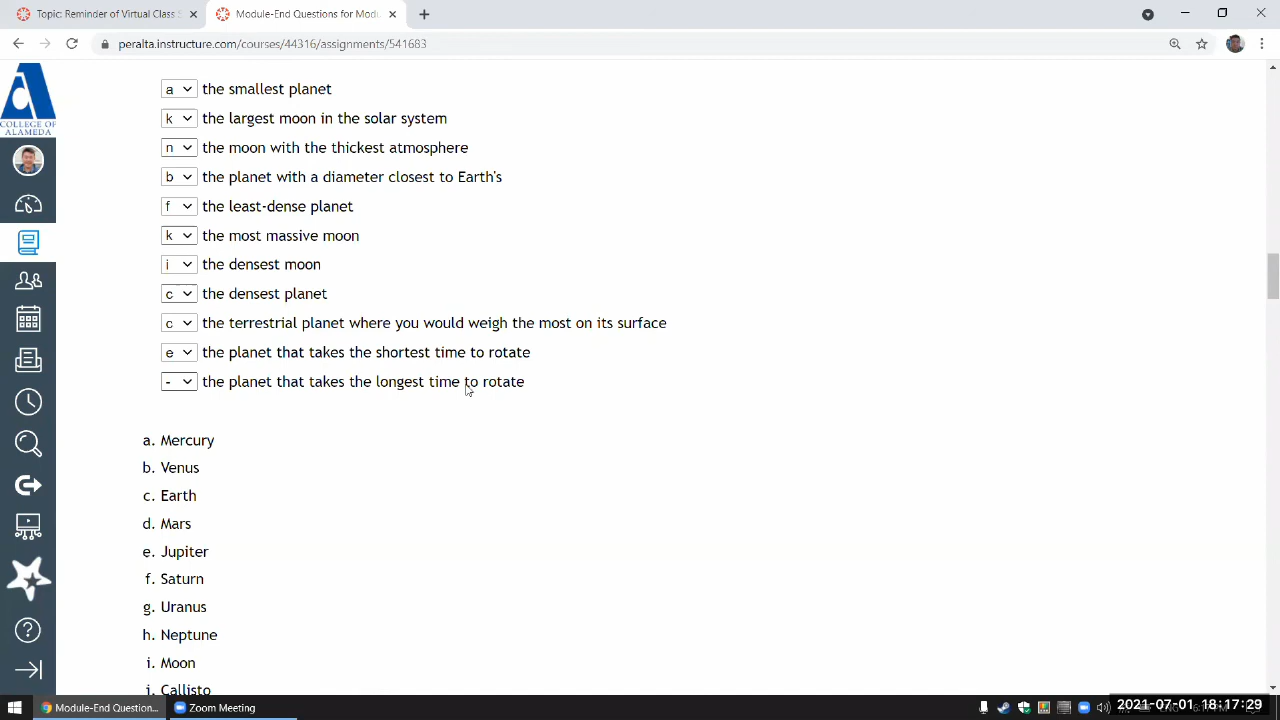 Topic: Reminder of Virtual Class
Module-End Questions for Modu
peralta.instructure.com/courses/44316/assignments/541683
COLLEGE OF
ALAMEDA
a the smallest planet
k the largest moon in the solar system
n the moon with the thickest atmosphere
b the planet with a diameter closest to Earth's
f the least-dense planet
k the most massive moon
i the densest moon
c the densest planet
c the terrestrial planet where you would weigh the most on its surface
e the planet that takes the shortest time to rotate
- the planet that takes the longest time to rotate
a. Mercury
b. Venus
c. Earth
d. Mars
e. Jupiter
f. Saturn
g. Uranus
h. Neptune
i. Moon
j. Callisto
Module-End Question...
Zoom Meeting
2021-07-01 18:17:29